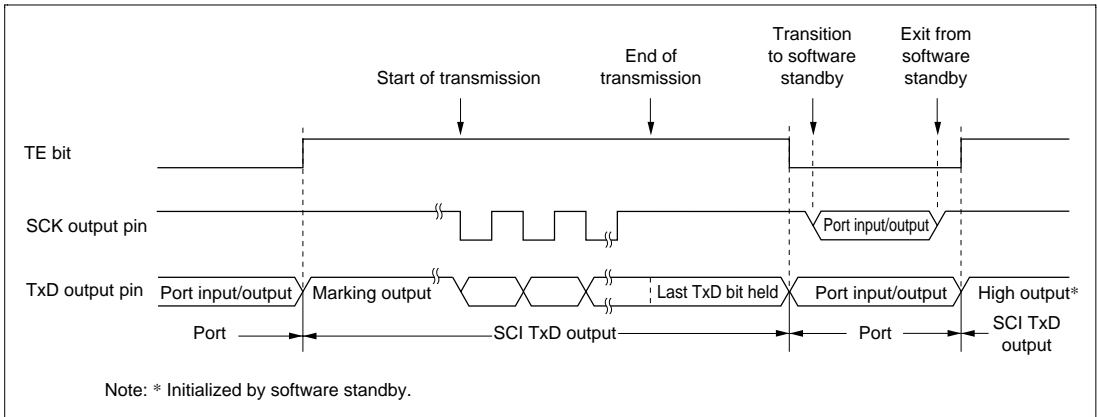 Start of transmission
End of
transmission
Transition
to software
standby
Exit from
software
standby
TE bit
SCK output pin
Port input/output
TxD output pin
Port input/output
Marking output
Last TxD bit held
Port input/output
High output*
Port
SCI TxD output
Port
SCI TxD
output
Note: * Initialized by software standby.